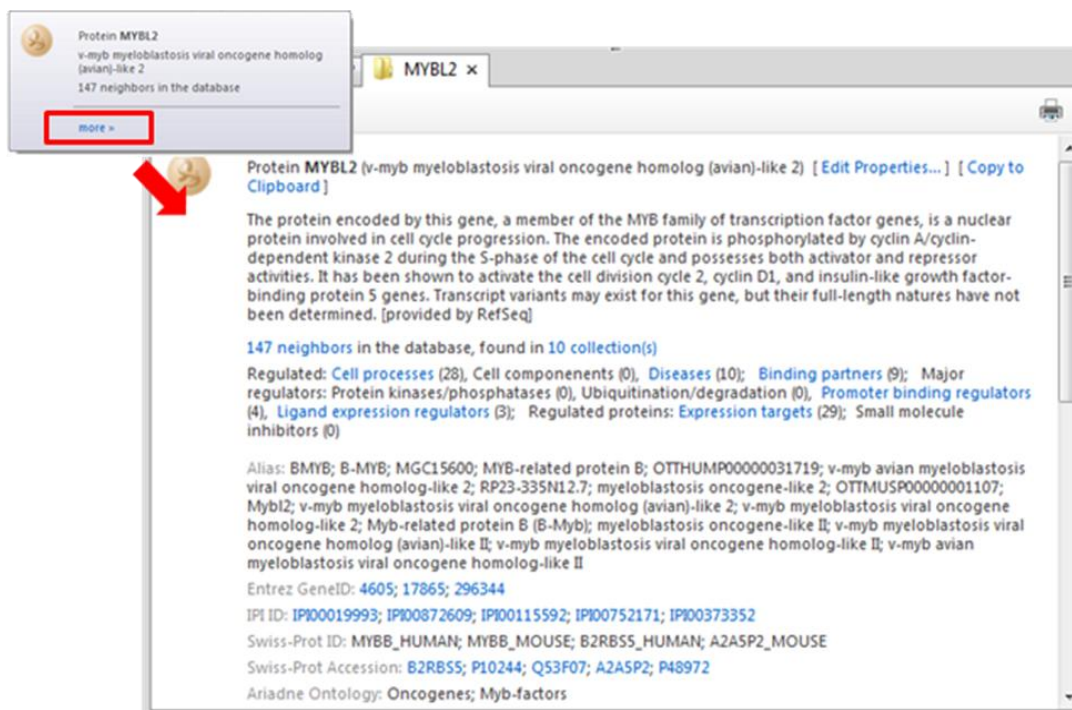 Protein MYBL2
v-myb myeloblastosis viral oncogene homolog
(avian)-like 2
147 neighbors in the database
more »
MYBL2 ×
Protein MYBL2 (v-myb myeloblastosis viral oncogene homolog (avian)-like 2) [ Edit Properties... ] [ Copy to
Clipboard ]
The protein encoded by this gene, a member of the MYB family of transcription factor genes, is a nuclear
protein involved in cell cycle progression. The encoded protein is phosphorylated by cyclin A/cyclin-
dependent kinase 2 during the S-phase of the cell cycle and possesses both activator and repressor
activities. It has been shown to activate the cell division cycle 2, cyclin D1, and insulin-like growth factor-
binding protein 5 genes. Transcript variants may exist for this gene, but their full-length natures have not
been determined. [provided by RefSeq]
147 neighbors in the database, found in 10 collection(s)
Regulated: Cell processes (28), Cell componenents (0), Diseases (10); Binding partners (9); Major
regulators: Protein kinases/phosphatases (0), Ubiquitination/degradation (0), Promoter binding regulators
(4), Ligand expression regulators (3); Regulated proteins: Expression targets (29); Small molecule
inhibitors (0)
Alias: BMYB; B-MYB; MGC15600; MYB-related protein B; OTTHUMP00000031719; v-myb avian myeloblastosis
viral oncogene homolog-like 2; RP23-335N12.7; myeloblastosis oncogene-like 2; OTTMUSP00000001107;
Mybl2; v-myb myeloblastosis viral oncogene homolog (avian)-like 2; v-myb myeloblastosis viral oncogene
homolog-like 2; Myb-related protein B (B-Myb); myeloblastosis oncogene-like II; v-myb myeloblastosis viral
oncogene homolog (avian)-like II; v-myb myeloblastosis viral oncogene homolog-like II; v-myb avian
myeloblastosis viral oncogene homolog-like II
Entrez GeneID: 4605; 17865; 296344
IPI ID: IPI00019993; IPI00872609; IPI00115592; IPI00752171; IPI00373352
Swiss-Prot ID: MYBB_HUMAN; MYBB_MOUSE; B2RBS5_HUMAN; A2A5P2_MOUSE
Swiss-Prot Accession: B2RBS5; P10244; Q53F07; A2A5P2; P48972
Ariadne Ontology: Oncogenes; Myb-factors